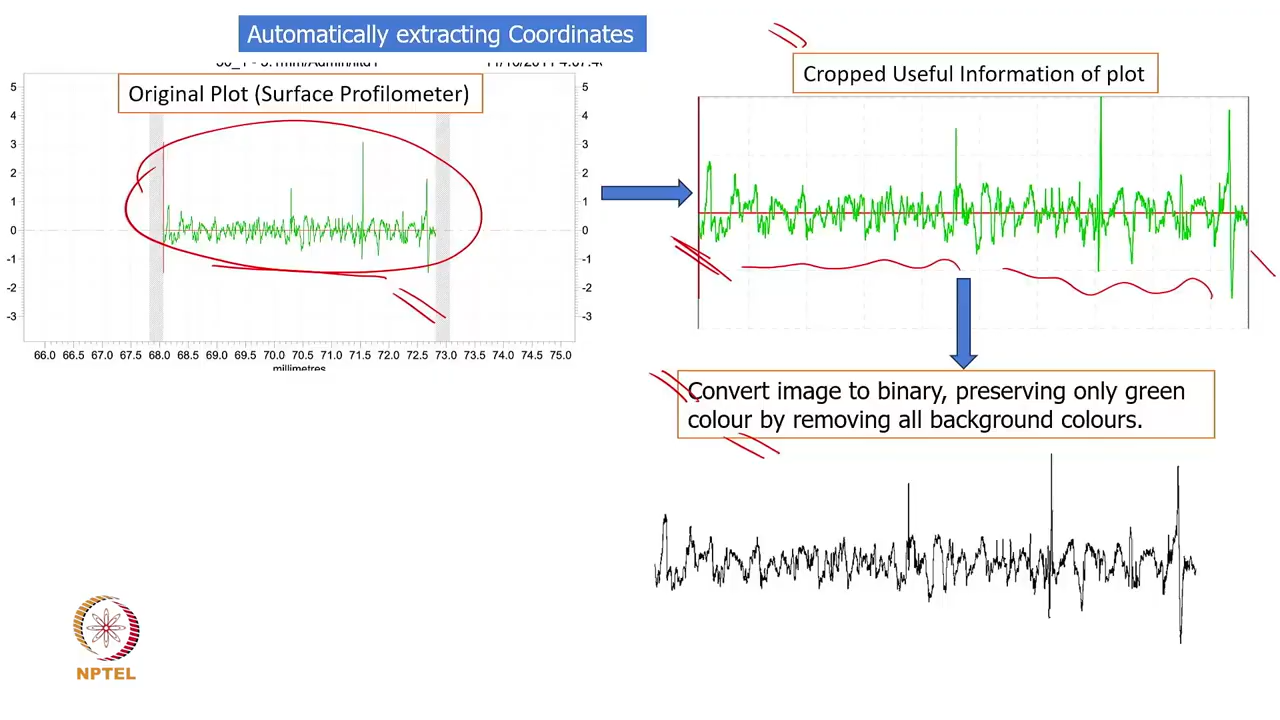 Automatically extracting Coordinates
Original Plot (Surface Profilometer)
5
4
3
2
1
0
-1
-2
-3
5
4
3
2
1
0
-1
-2
-3
66.0 66.5 67.0 67.5 68.0 68.5 69.0 69.5 70.0 70.5 71.0 71.5 72.0 72.5 73.0 73.5 74.0 74.5 75.0
millimetres
Cropped Useful Information of plot
Convert image to binary, preserving only green
colour by removing all background colours.
NPTEL